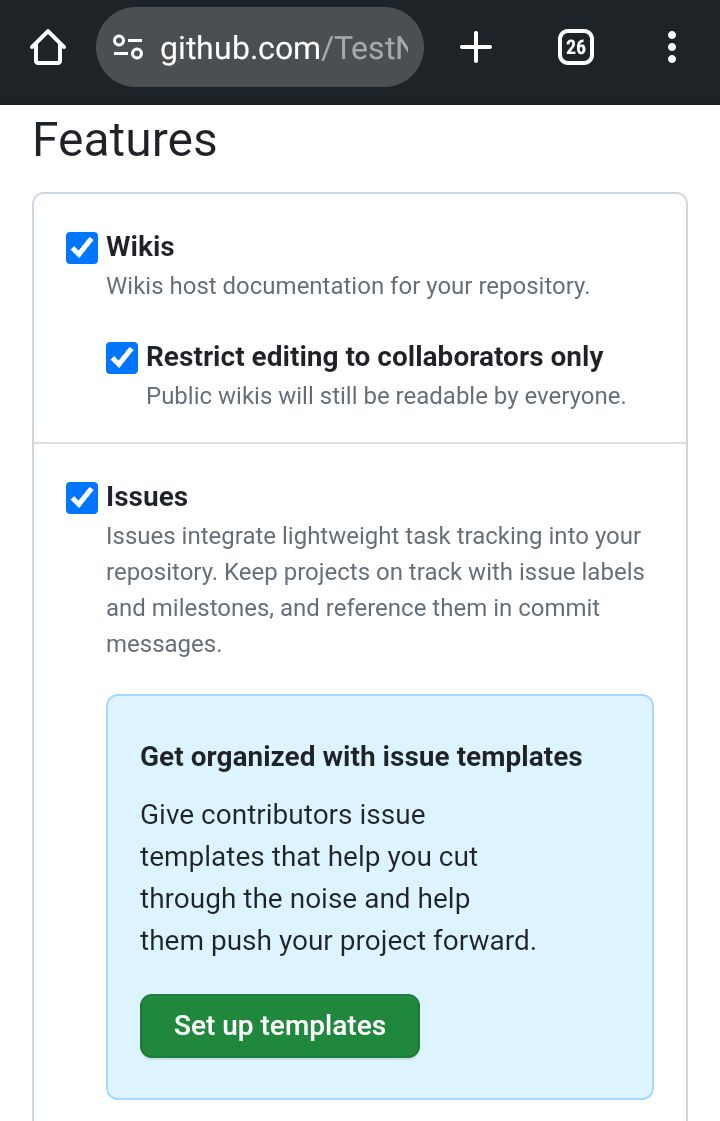 github.com/Test
26
Features
Wikis
Wikis host documentation for your repository.
Restrict editing to collaborators only
Public wikis will still be readable by everyone.
Issues
Issues integrate lightweight task tracking into your
repository. Keep projects on track with issue labels
and milestones, and reference them in commit
messages.
Get organized with issue templates
Give contributors issue
templates that help you cut
through the noise and help
them push your project forward.
Set up templates